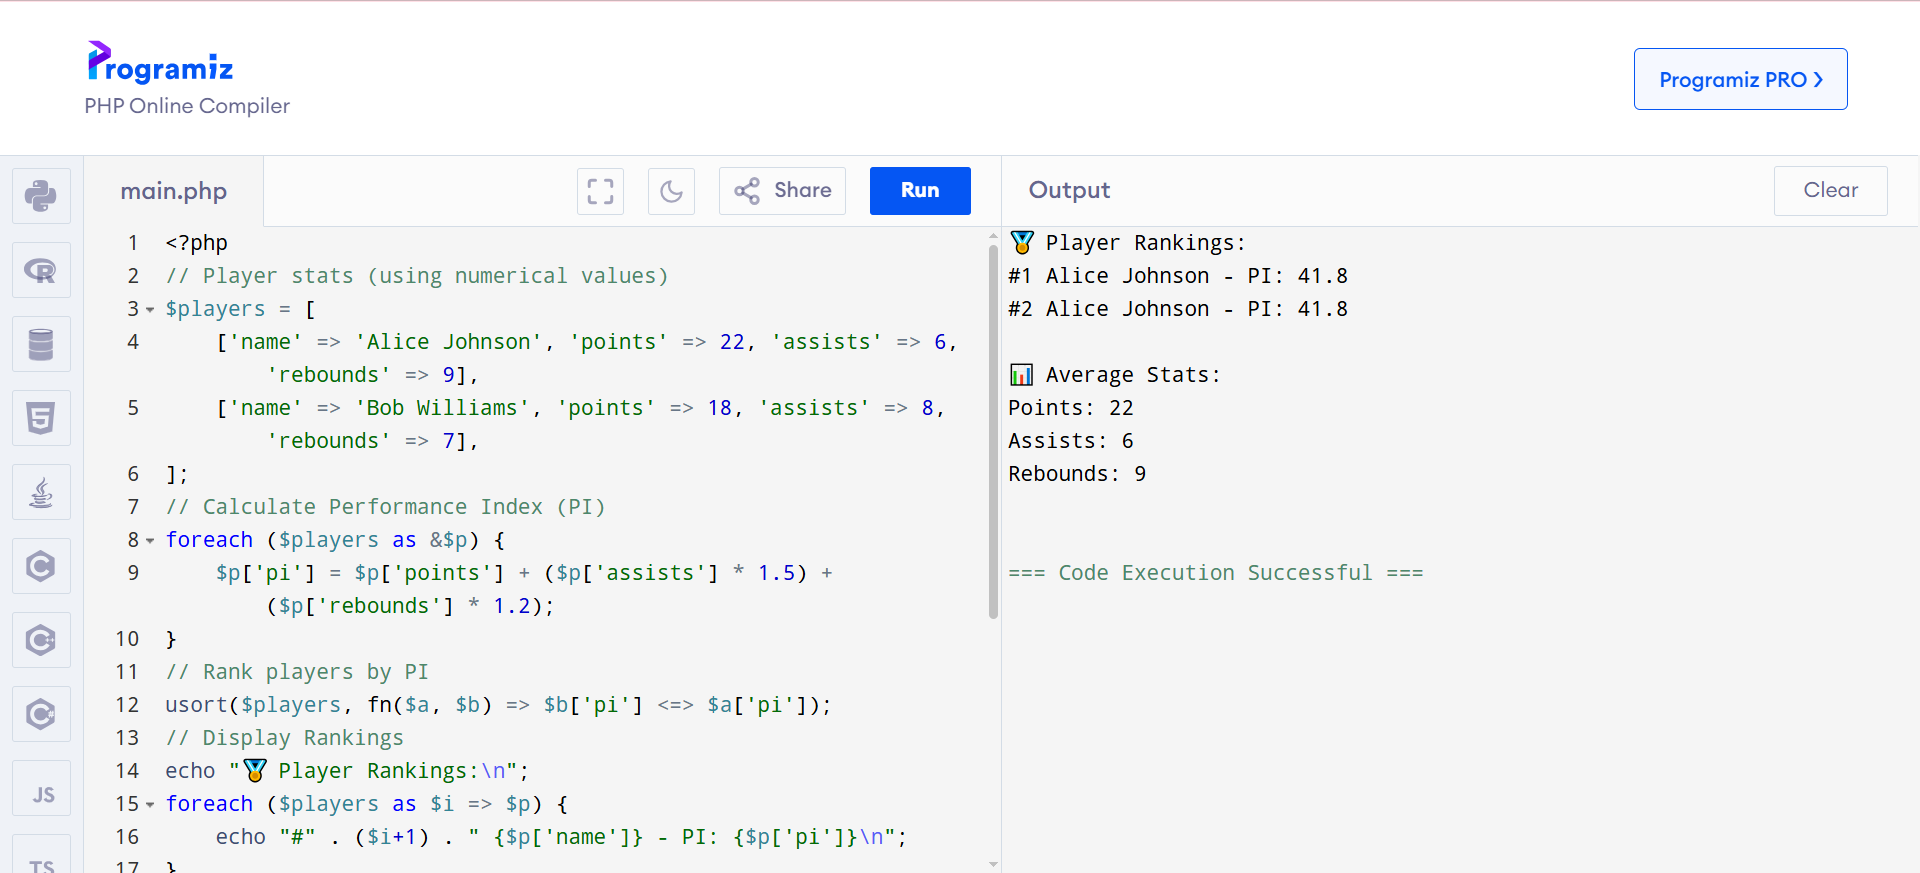 Programiz
PHP Online Compiler
Programiz PRO ❯
main.php
Share
Run
Output
Clear
1 <?php
2 // Player stats (using numerical values)
3 $players = [
4     ['name' => 'Alice Johnson', 'points' => 22, 'assists' => 6,
        'rebounds' => 9],
5     ['name' => 'Bob Williams', 'points' => 18, 'assists' => 8,
        'rebounds' => 7],
6 ];
7 // Calculate Performance Index (PI)
8 foreach ($players as &$p) {
9     $p['pi'] = $p['points'] + ($p['assists'] * 1.5) +
        ($p['rebounds'] * 1.2);
10 }
11 // Rank players by PI
12 usort($players, fn($a, $b) => $b['pi'] <=> $a['pi']);
13 // Display Rankings
14 echo "🏅 Player Rankings:\n";
15 foreach ($players as $i => $p) {
16     echo "#" . ($i+1) . " {$p['name']} - PI: {$p['pi']}\n";
17 }
🏅 Player Rankings:
#1 Alice Johnson - PI: 41.8
#2 Alice Johnson - PI: 41.8
📊 Average Stats:
Points: 22
Assists: 6
Rebounds: 9
=== Code Execution Successful ===
JS
TS